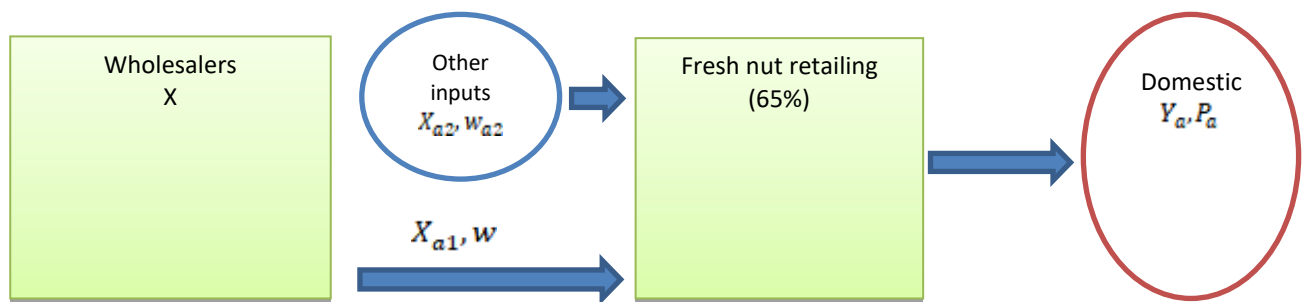 Wholesalers
X
Other
inputs
X_{a2}, w_{a2}
X_{a1}, w
Fresh nut retailing
(65%)
Domestic
Y_a, P_a